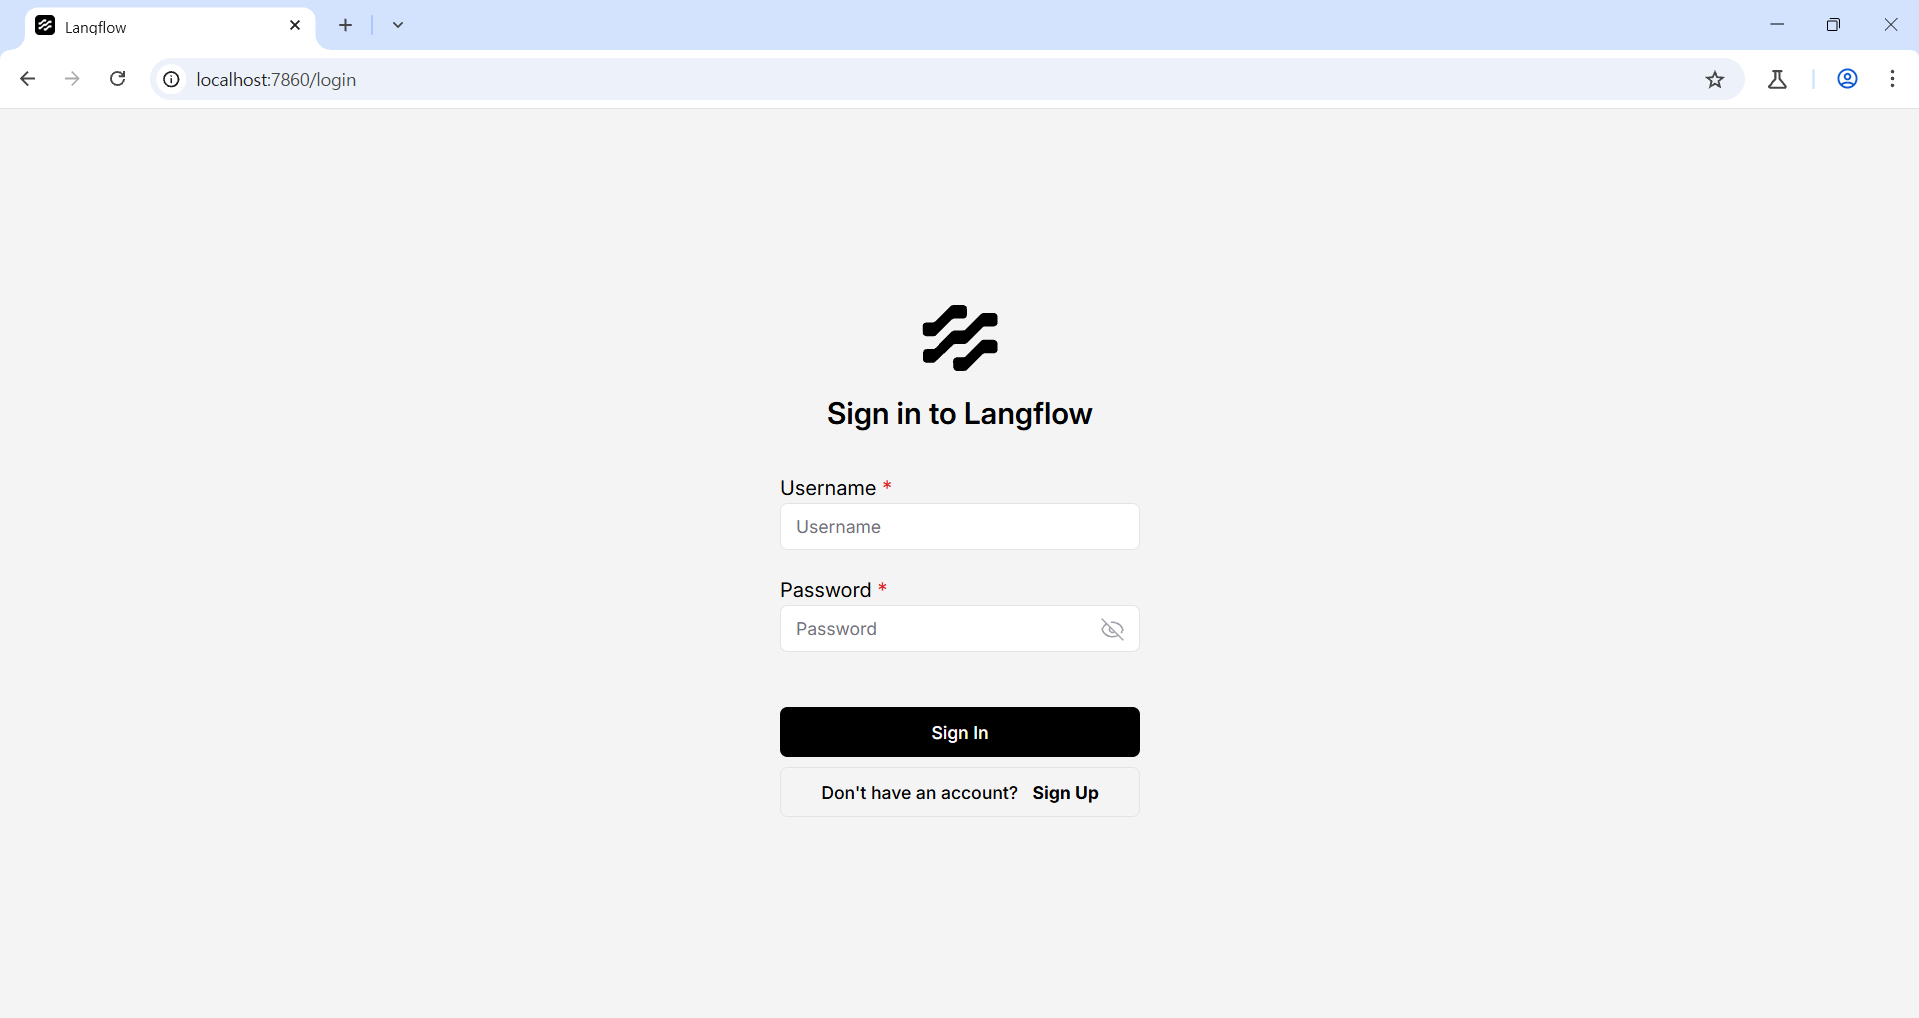 Langflow
localhost:7860/login
Sign in to Langflow
Username *
Username
Password *
Password
Sign In
Don't have an account? Sign Up